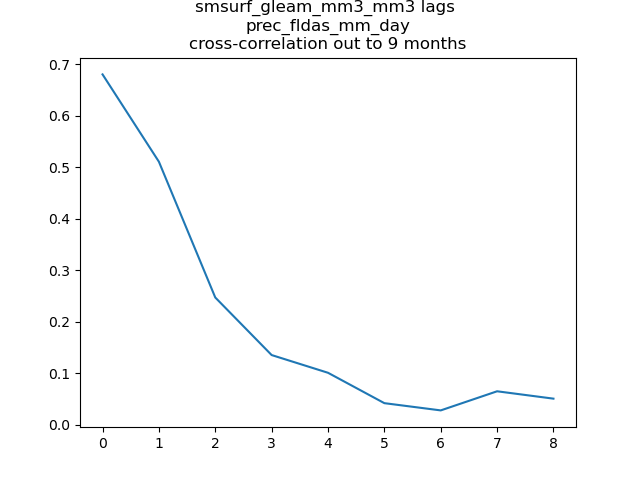 smsurf_gleam_mm3_mm3 lags
prec_fldas_mm_day
cross-correlation out to 9 months
0.7
0.6
0.5
0.4
0.3
0.2
0.1
0.0
0 1 2 3 4 5 6 7 8